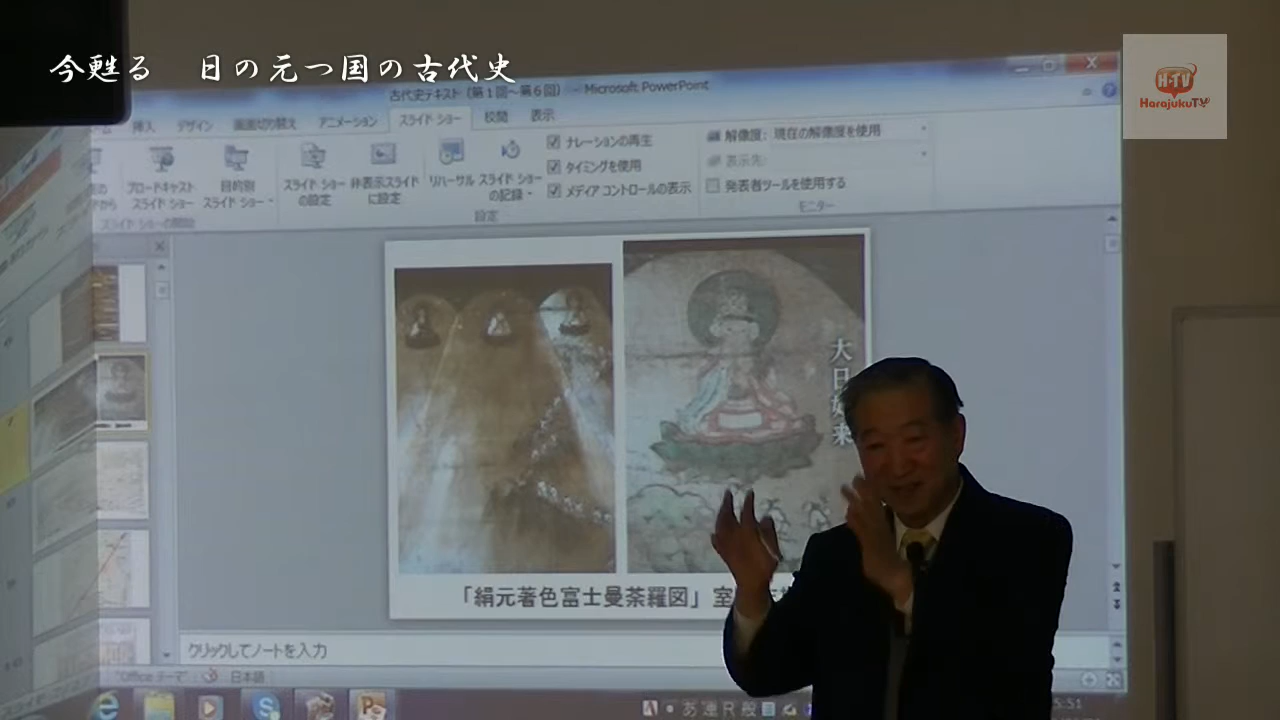 今甦る 日の元つ国の古代史
H-TV
HarajukuTV
古代史テキスト（第１回～第６回） - Microsoft PowerPoint
挿入 デザイン 画面切り替え アニメーション スライド ショー 校閲 表示
ブロードキャスト
スライド ショー
目的別
スライド ショー
スライド ショー
の設定
非表示スライド
に設定
リハーサル
スライド ショー
の記録
ナレーションの再生
タイミングを使用
メディア コントロールの表示
設定
解像度: 現在の解像度を使用
表示先:
発表者ツールを使用する
モニター
大日如来
「絹元著色富士曼荼羅図」室
クリックしてノートを入力
"Office テーマ" 日本語
A あ 連 R 般
5:51